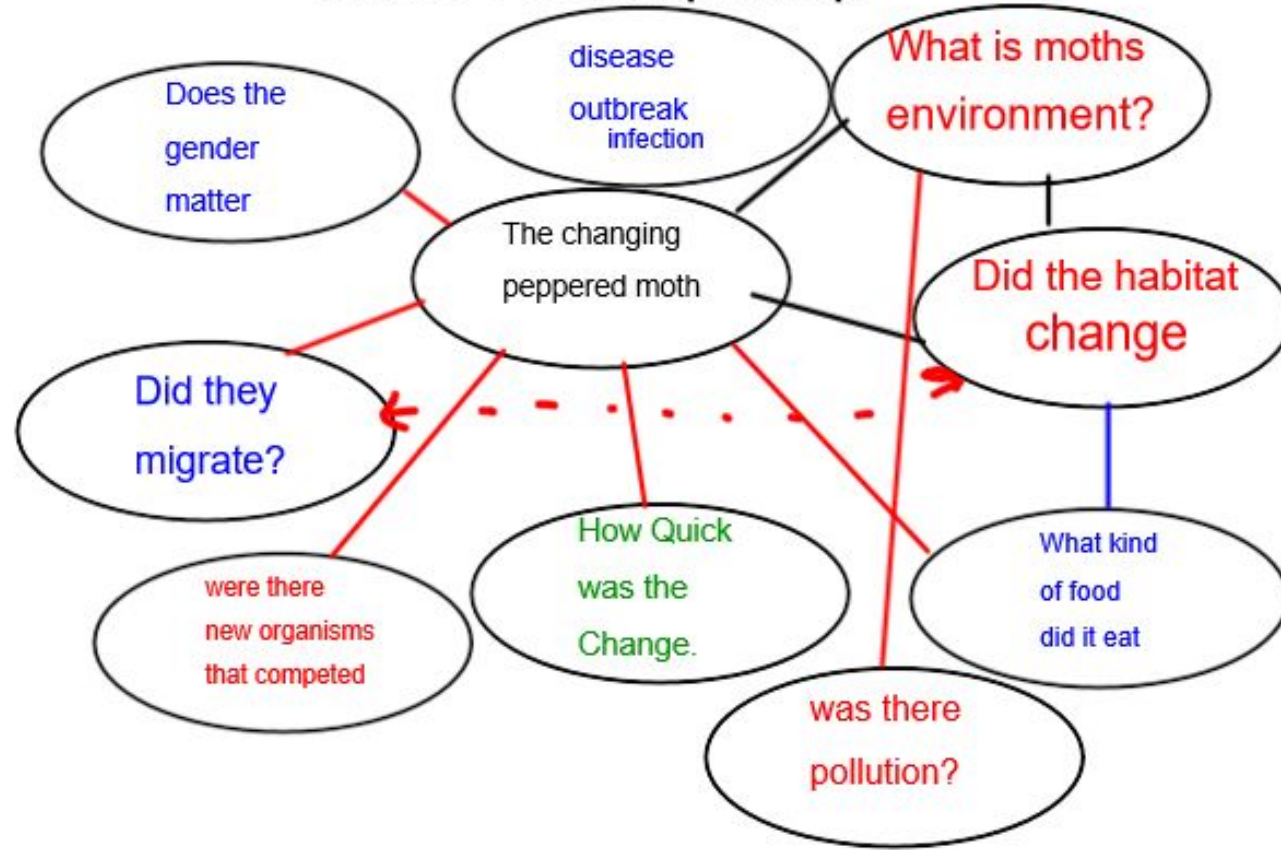 disease
outbreak
infection
What is moths
environment?
Does the
gender
matter
The changing
peppered moth
Did the habitat
change
Did they
migrate?
How Quick
was the
Change.
What kind
of food
did it eat
were there
new organisms
that competed
was there
pollution?